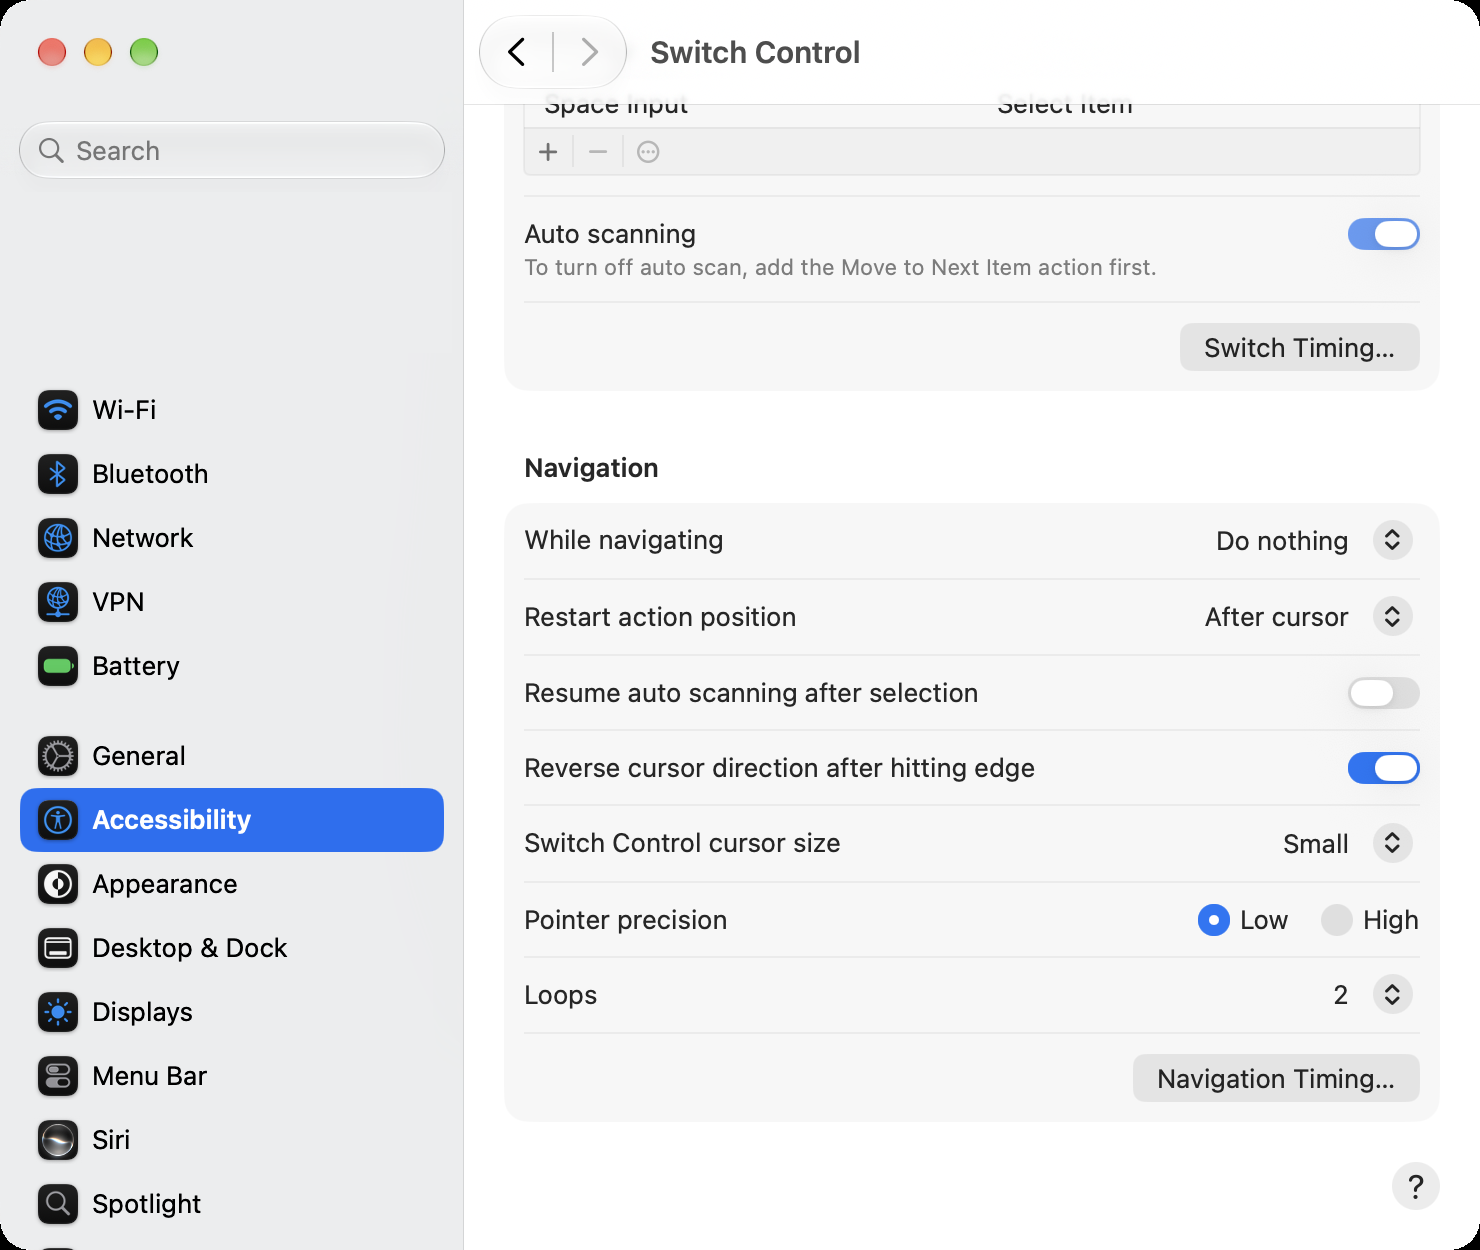 Switch Control
Search
Space Input
Select Item
Auto scanning
To turn off auto scan, add the Move to Next Item action first.
Switch Timing...
Wi-Fi
Bluetooth
Network
VPN
Battery
General
Accessibility
Appearance
Desktop & Dock
Displays
Menu Bar
Siri
Spotlight
Navigation
While navigating
Do nothing
Restart action position
After cursor
Resume auto scanning after selection
Reverse cursor direction after hitting edge
Switch Control cursor size
Small
Pointer precision
Low
High
Loops
2
Navigation Timing...
?